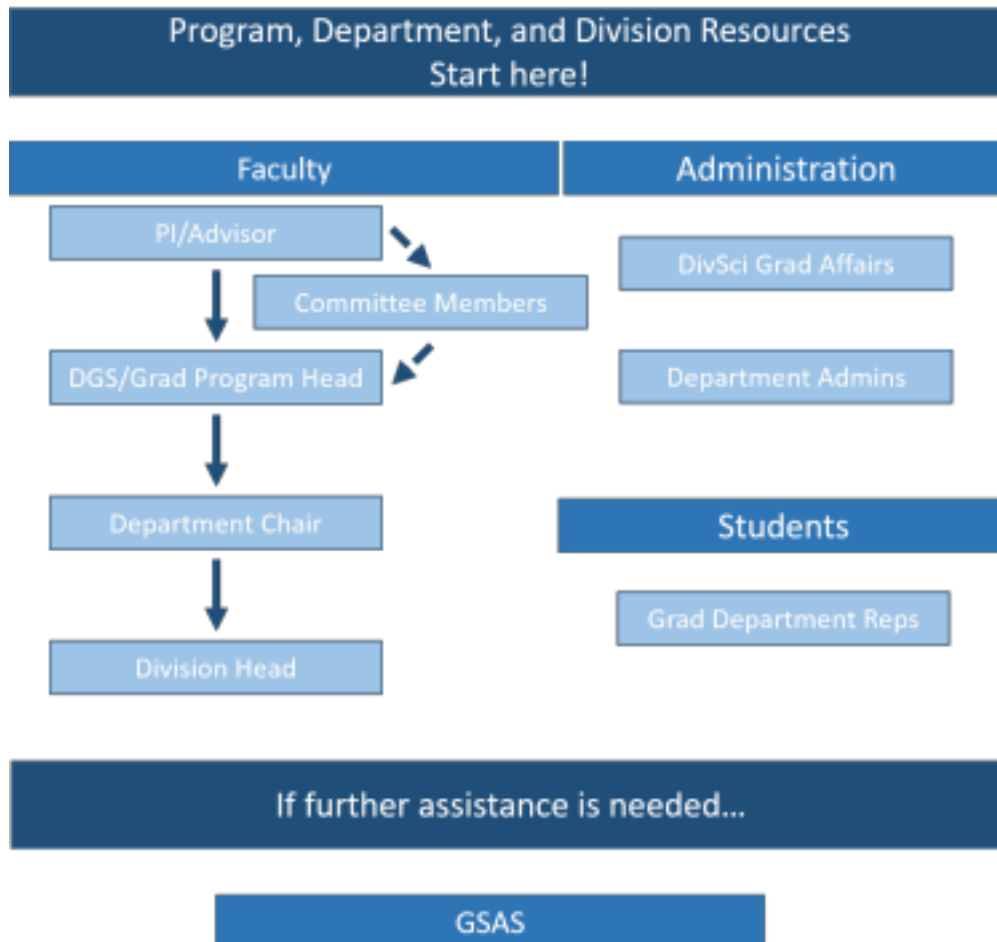 Program, Department, and Division Resources
Start here!
Faculty
Administration
PI/Advisor
DivSci Grad Affairs
Committee Members
DGS/Grad Program Head
Department Admins
Department Chair
Students
Grad Department Reps
Division Head
If further assistance is needed...
GSAS